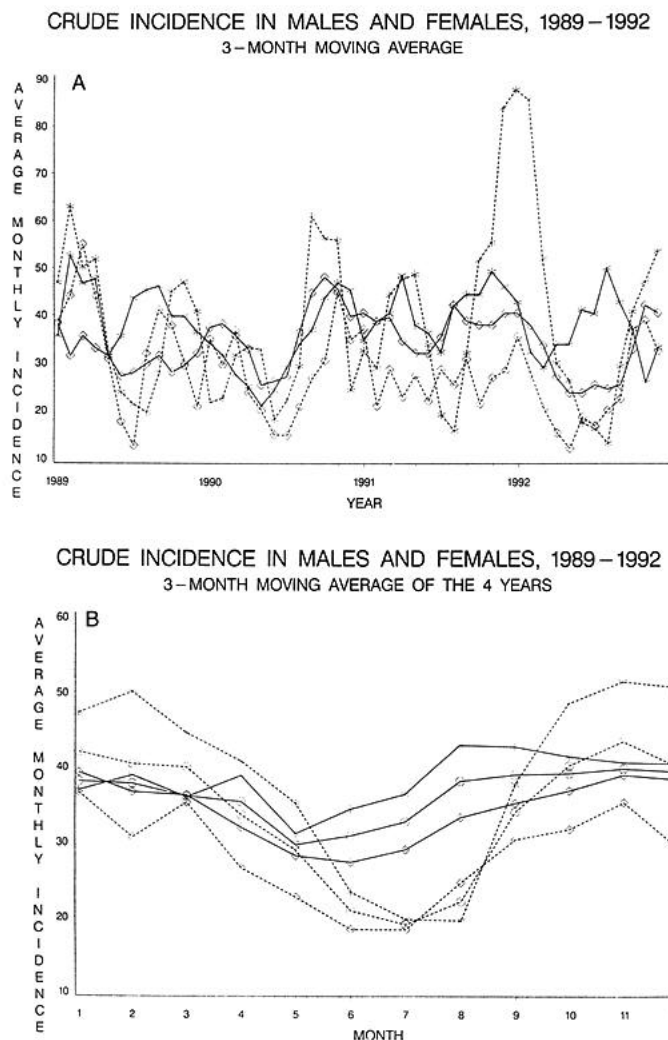 CRUDE INCIDENCE IN MALES AND FEMALES, 1989-1992
3-MONTH MOVING AVERAGE
AVERAGE MONTHLY INCIDENCE
A
90
80
70
60
50
40
30
20
10
1989 1990 1991 1992
YEAR
CRUDE INCIDENCE IN MALES AND FEMALES, 1989-1992
3-MONTH MOVING AVERAGE OF THE 4 YEARS
AVERAGE MONTHLY INCIDENCE
B
60
50
40
30
20
10
1 2 3 4 5 6 7 8 9 10 11
MONTH